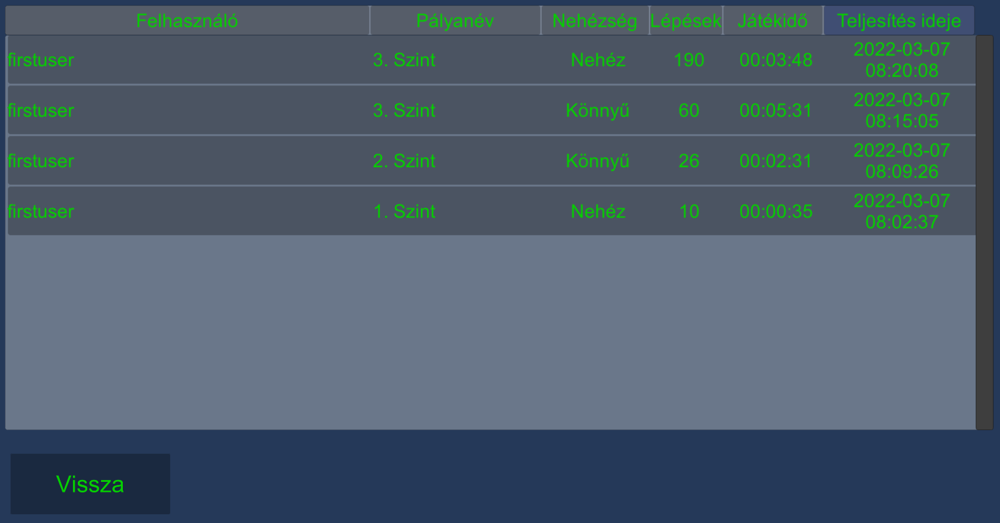 Felhasználó Pályanév Nehézség Lépések Játékidő Teljesítés ideje
firstuser 3. Szint Nehéz 190 00:03:48 2022-03-07
08:20:08
firstuser 3. Szint Könnyű 60 00:05:31 2022-03-07
08:15:05
firstuser 2. Szint Könnyű 26 00:02:31 2022-03-07
08:09:26
firstuser 1. Szint Nehéz 10 00:00:35 2022-03-07
08:02:37
Vissza